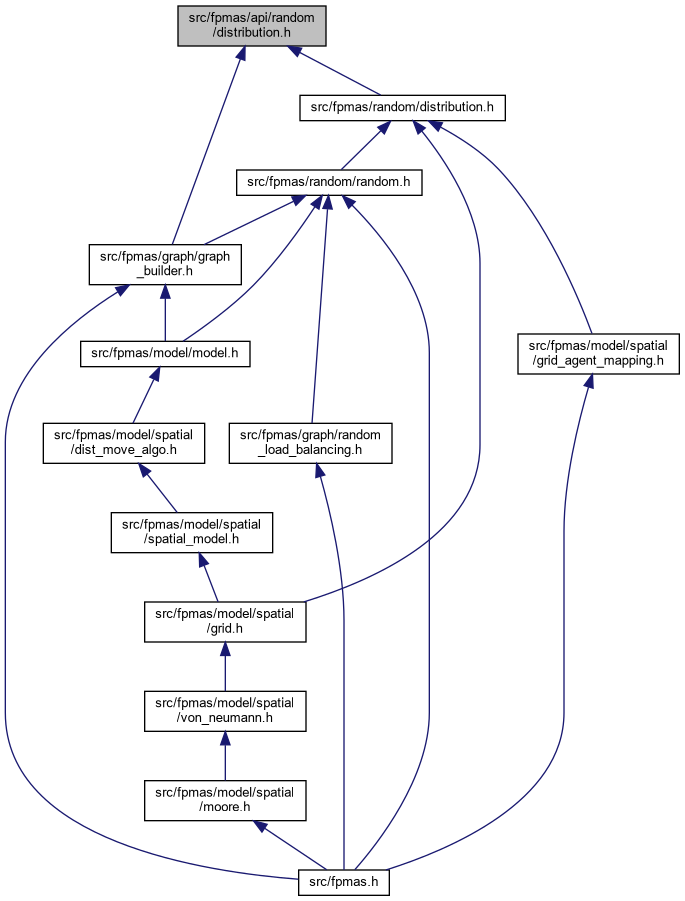 src/fpmas/api/random
/distribution.h
src/fpmas/random/distribution.h
src/fpmas/random/random.h
src/fpmas/graph/graph
_builder.h
src/fpmas/model/model.h
src/fpmas/model/spatial
/grid_agent_mapping.h
src/fpmas/model/spatial
/dist_move_algo.h
src/fpmas/graph/random
_load_balancing.h
src/fpmas/model/spatial
/spatial_model.h
src/fpmas/model/spatial
/grid.h
src/fpmas/model/spatial
/von_neumann.h
src/fpmas/model/spatial
/moore.h
src/fpmas.h